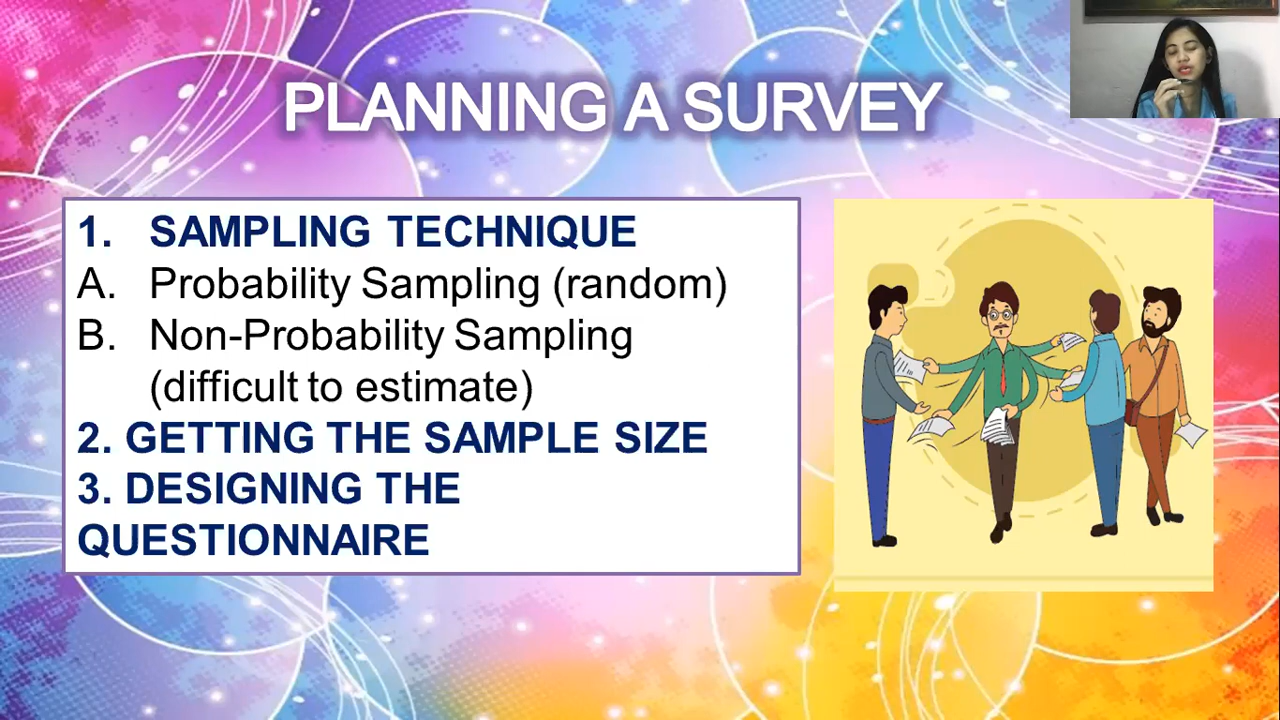 PLANNING A SURVEY
1. SAMPLING TECHNIQUE
A. Probability Sampling (random)
B. Non-Probability Sampling
(difficult to estimate)
2. GETTING THE SAMPLE SIZE
3. DESIGNING THE
QUESTIONNAIRE